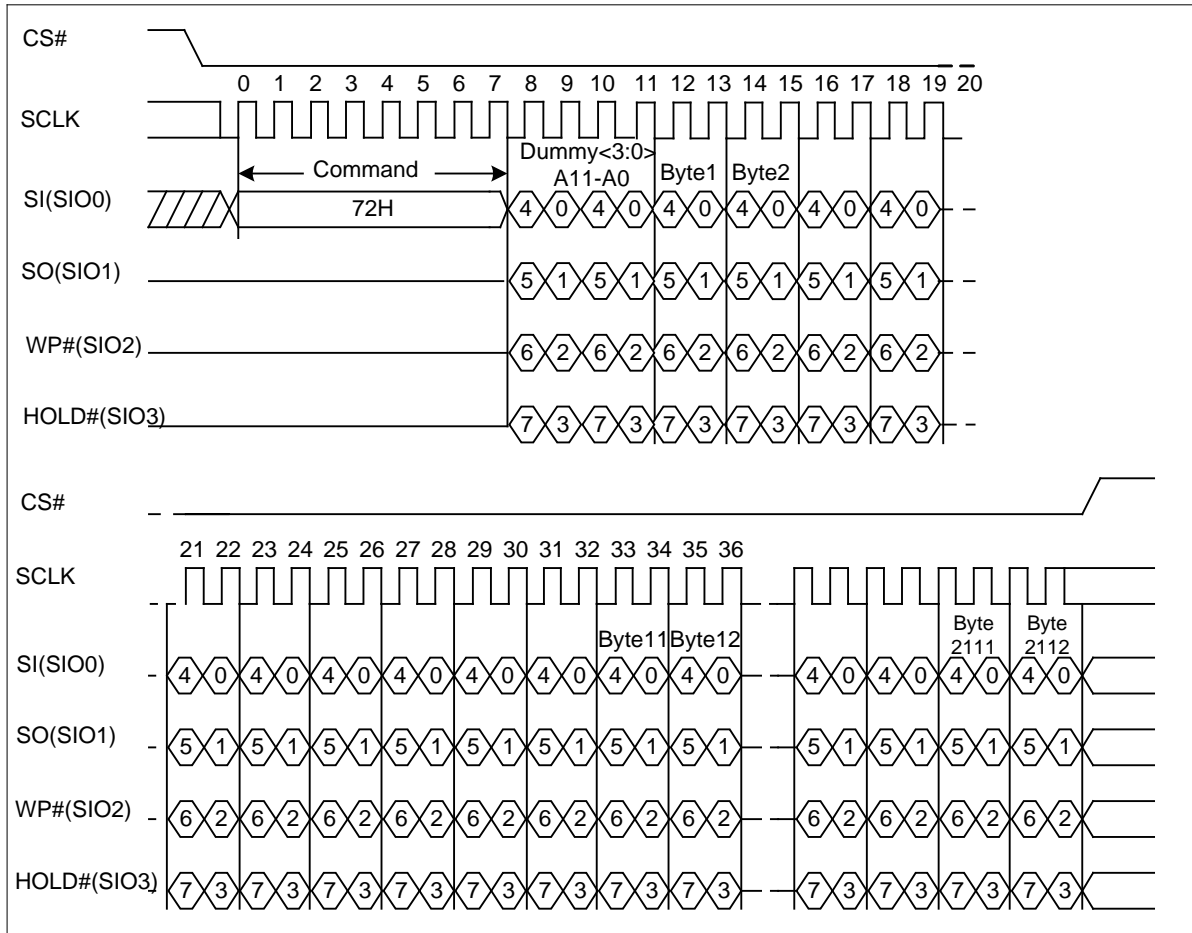 CS#
0 1 2 3 4 5 6 7 8 9 10 11 12 13 14 15 16 17 18 19 20
SCLK
Dummy<3:0>
Command
A11-A0
Byte1 Byte2
SI(SIO0)
72H
4 0 4 0 4 0 4 0 4 0 4 0
SO(SIO1)
5 1 5 1 5 1 5 1 5 1 5 1
WP#(SIO2)
6 2 6 2 6 2 6 2 6 2 6 2
HOLD#(SIO3)
7 3 7 3 7 3 7 3 7 3 7 3
CS#
21 22 23 24 25 26 27 28 29 30 31 32 33 34 35 36
SCLK
Byte11 Byte12
Byte 2111
Byte 2112
SI(SIO0)
4 0 4 0 4 0 4 0 4 0 4 0 4 0 4 0 4 0 4 0 4 0 4 0
SO(SIO1)
5 1 5 1 5 1 5 1 5 1 5 1 5 1 5 1 5 1 5 1 5 1 5 1
WP#(SIO2)
6 2 6 2 6 2 6 2 6 2 6 2 6 2 6 2 6 2 6 2 6 2 6 2
HOLD#(SIO3)
7 3 7 3 7 3 7 3 7 3 7 3 7 3 7 3 7 3 7 3 7 3 7 3